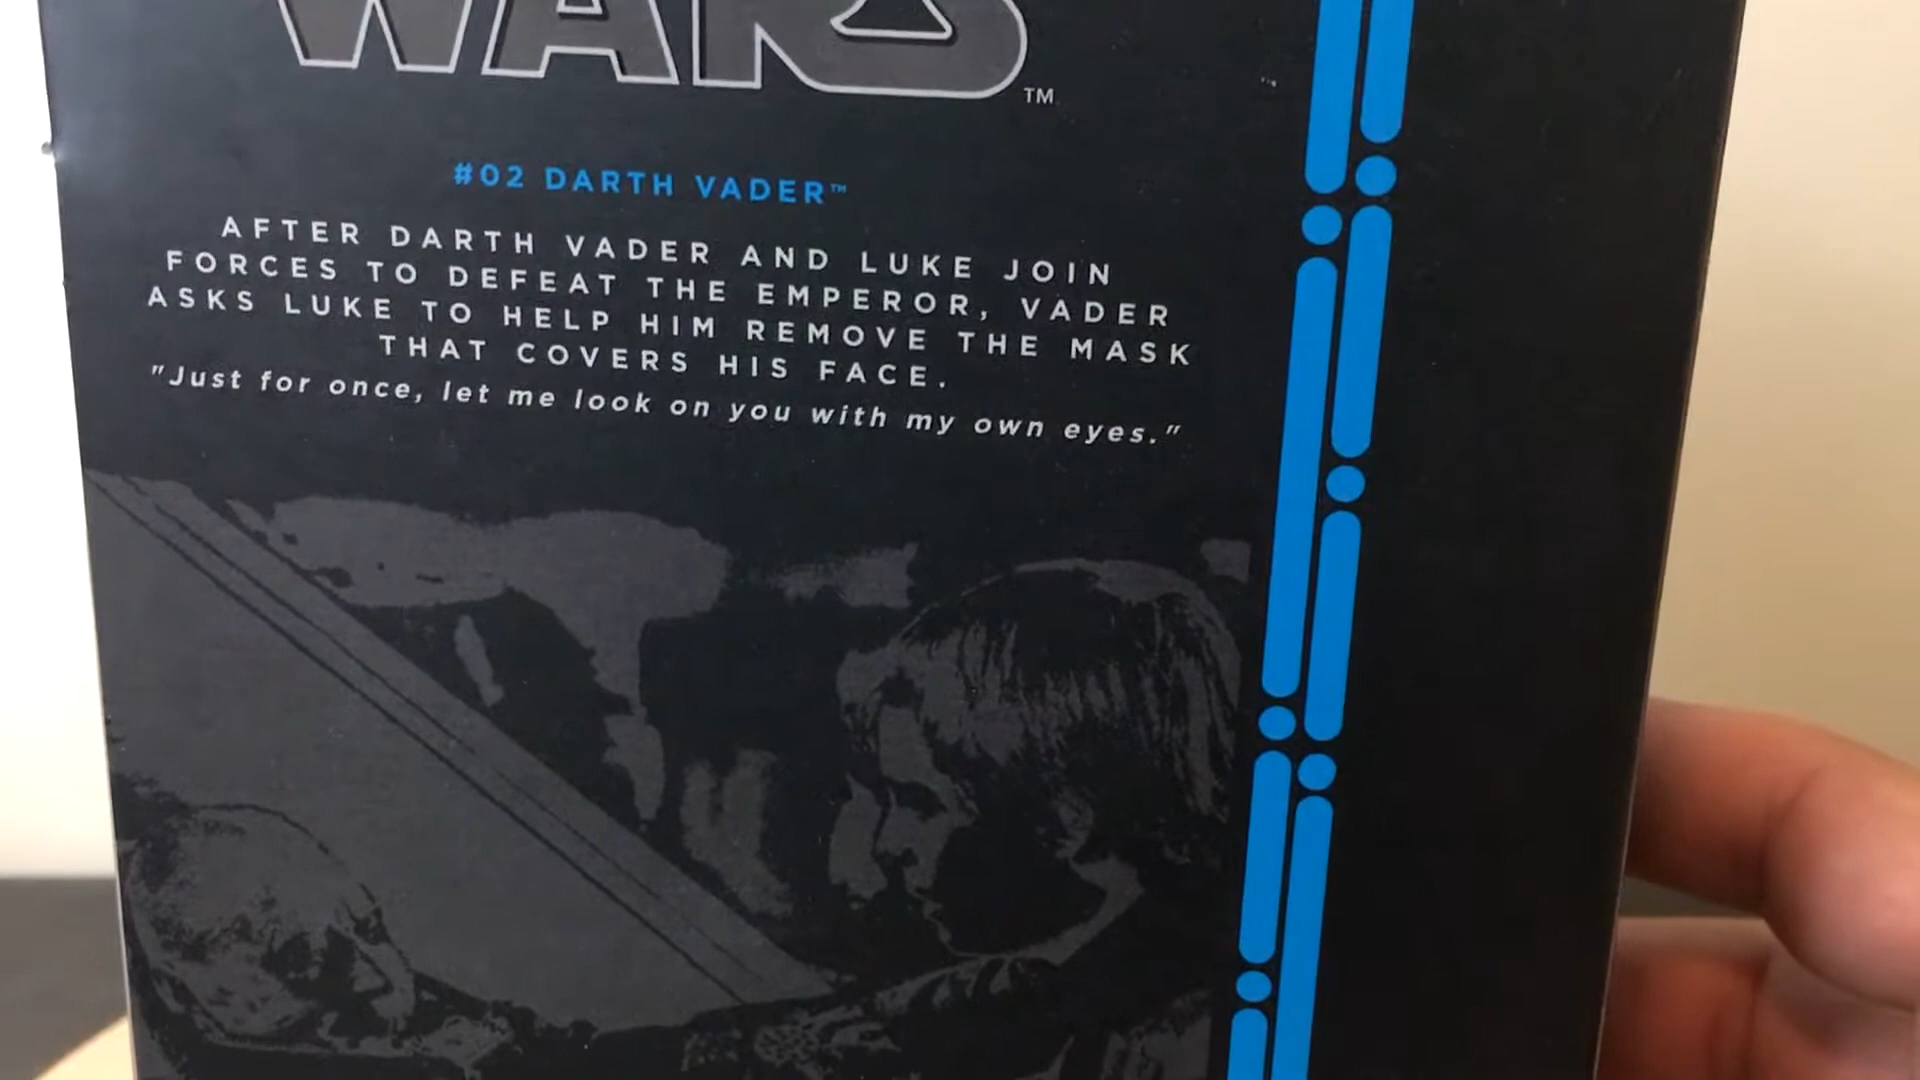 WARS
TM
#02 DARTH VADER™
AFTER DARTH VADER AND LUKE JOIN
FORCES TO DEFEAT THE EMPEROR, VADER
ASKS LUKE TO HELP HIM REMOVE THE MASK
THAT COVERS HIS FACE.
"Just for once, let me look on you with my own eyes."